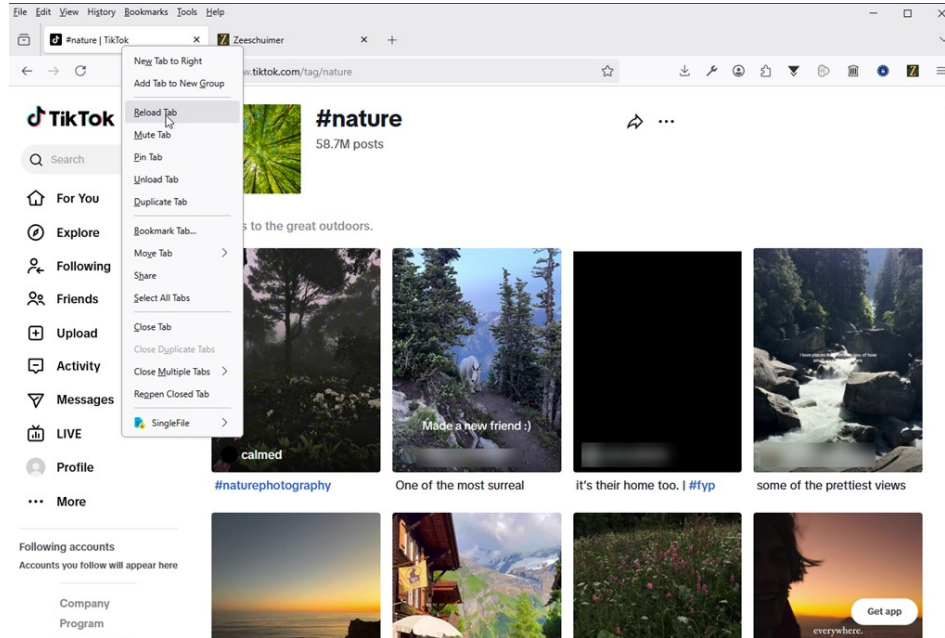 File Edit View History Bookmarks Tools Help
#nature | TikTok
Zeeschuimer
w.tiktok.com/tag/nature
New Tab to Right
Add Tab to New Group
Reload Tab
Mute Tab
Pin Tab
Unload Tab
Duplicate Tab
Bookmark Tab...
Move Tab
Share
Select All Tabs
Close Tab
Close Duplicate Tabs
Close Multiple Tabs
Reopen Closed Tab
SingleFile
TikTok
Search
For You
Explore
Following
Friends
Upload
Activity
Messages
LIVE
Profile
More
Following accounts
Accounts you follow will appear here
Company
Program
#nature
58.7M posts
s to the great outdoors.
calmed
#naturephotography
Made a new friend :)
One of the most surreal
it's their home too. | #fyp
some of the prettiest views
everywhere.
Get app